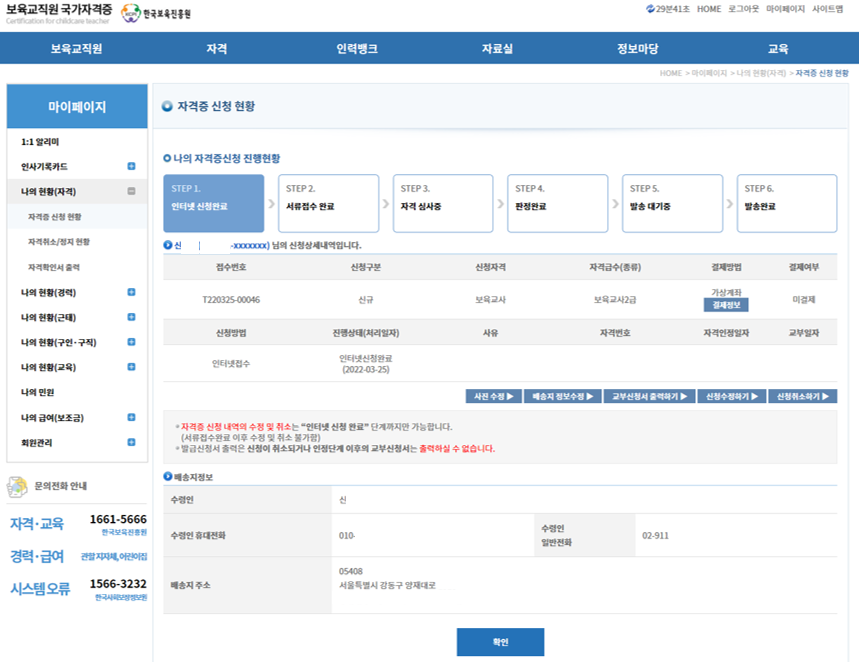 보육교직원 국가자격증
Certification for childcare teacher
KCPI 한국보육진흥원
29분41초 HOME 로그아웃 마이페이지 사이트맵
보육교직원 자격 인력뱅크 자료실 정보마당 교육
HOME > 마이페이지 > 나의 현황(자격) > 자격증 신청 현황
마이페이지
1:1 알리미
인사기록카드
나의 현황(자격)
자격증 신청 현황
자격취소/정지 현황
자격확인서 출력
나의 현황(경력)
나의 현황(근태)
나의 현황(구인·구직)
나의 현황(교육)
나의 민원
나의 급여(보조금)
회원관리
문의전화 안내
자격·교육 1661-5666
한국보육진흥원
경력·급여 관할 지자체, 어린이집
시스템 오류 1566-3232
한국사회보장정보원
자격증 신청 현황
나의 자격증신청 진행현황
STEP 1. 인터넷 신청완료
STEP 2. 서류접수 완료
STEP 3. 자격 심사중
STEP 4. 판정완료
STEP 5. 발송 대기중
STEP 6. 발송완료
신 | -xxxxxxx) 님의 신청상세내역입니다.
접수번호 신청구분 신청자격 자격급수(종류) 결제방법 결제여부
T220325-00046 신규 보육교사 보육교사2급 가상계좌 결제정보 미결제
신청방법 진행상태(처리일자) 사유 자격번호 자격인정일자 교부일자
인터넷접수 인터넷신청완료
(2022-03-25)
사진 수정 ▶ 배송지 정보수정 ▶ 교부신청서 출력하기 ▶ 신청수정하기 ▶ 신청취소하기 ▶
* 자격증 신청 내역의 수정 및 취소는 "인터넷 신청 완료" 단계까지만 가능합니다.
(서류접수완료 이후 수정 및 취소 불가함)
* 발급신청서 출력은 신청이 취소되거나 인정단계 이후의 교부신청서는 출력하실 수 없습니다.
배송지정보
수령인 신
수령인 휴대전화 010- 수령인 일반전화 02-911
배송지 주소 05408
서울특별시 강동구 양재대로
확인